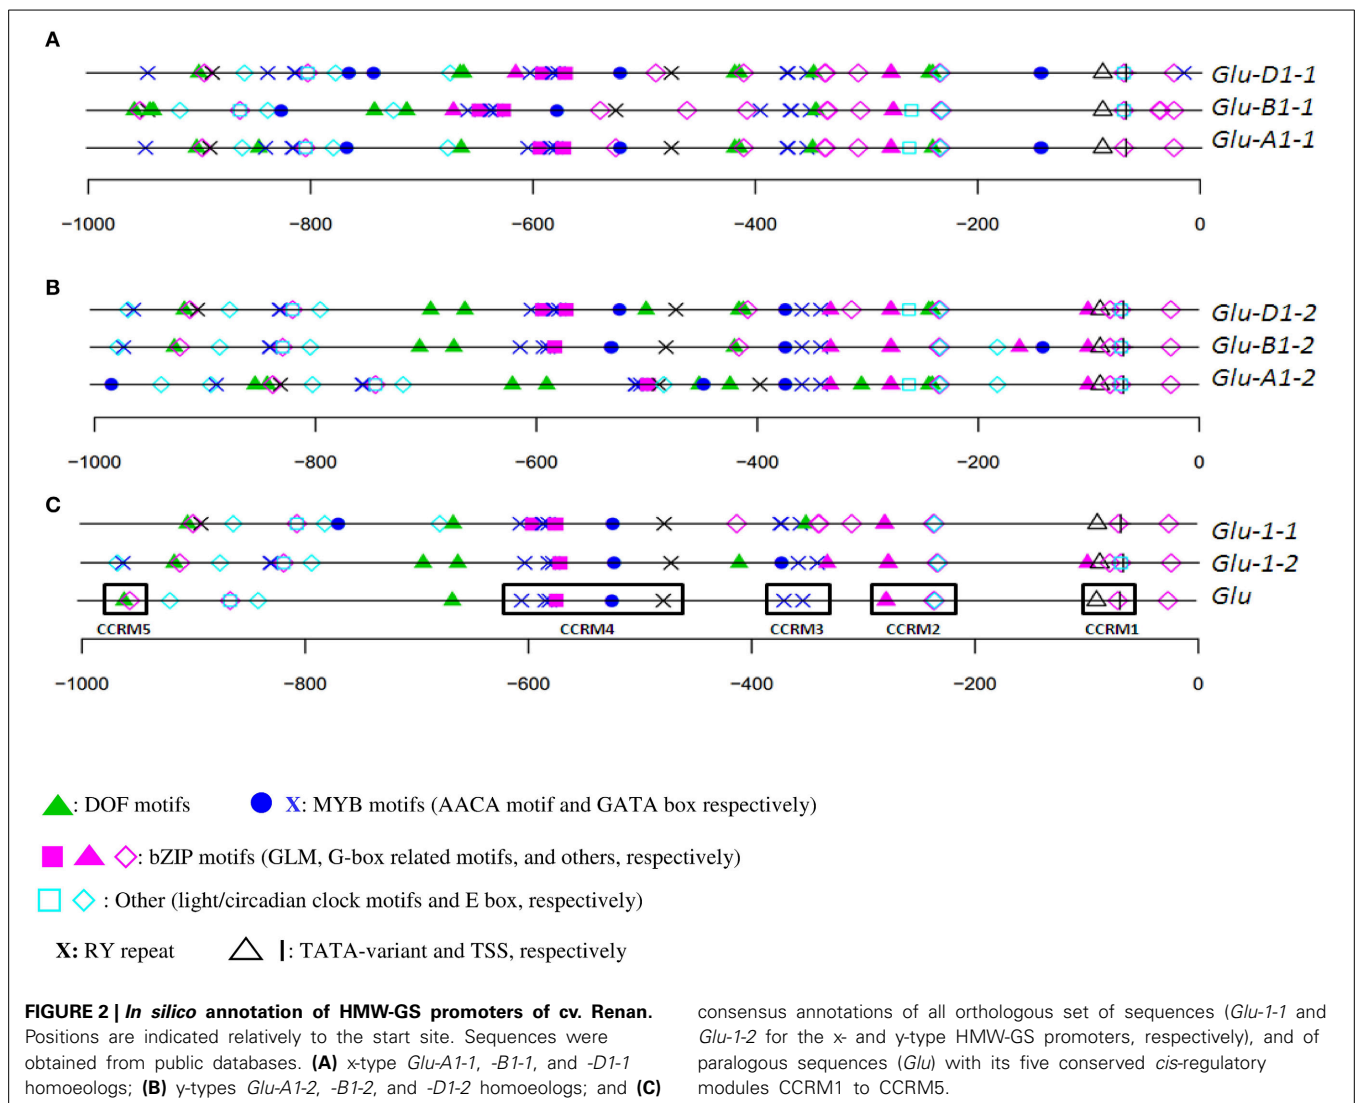 A
Glu-D1-1
Glu-B1-1
Glu-A1-1
−1000 −800 −600 −400 −200 0
B
Glu-D1-2
Glu-B1-2
Glu-A1-2
−1000 −800 −600 −400 −200 0
C
Glu-1-1
Glu-1-2
Glu
CCRM5 CCRM4 CCRM3 CCRM2 CCRM1
−1000 −800 −600 −400 −200 0
: DOF motifs X: MYB motifs (AACA motif and GATA box respectively)
: bZIP motifs (GLM, G-box related motifs, and others, respectively)
: Other (light/circadian clock motifs and E box, respectively)
X: RY repeat |: TATA-variant and TSS, respectively
FIGURE 2 | In silico annotation of HMW-GS promoters of cv. Renan.
Positions are indicated relatively to the start site. Sequences were
obtained from public databases. (A) x-type Glu-A1-1, -B1-1, and -D1-1
homoeologs; (B) y-types Glu-A1-2, -B1-2, and -D1-2 homoeologs; and (C)
consensus annotations of all orthologous set of sequences (Glu-1-1 and
Glu-1-2 for the x- and y-type HMW-GS promoters, respectively), and of
paralogous sequences (Glu) with its five conserved cis-regulatory
modules CCRM1 to CCRM5.